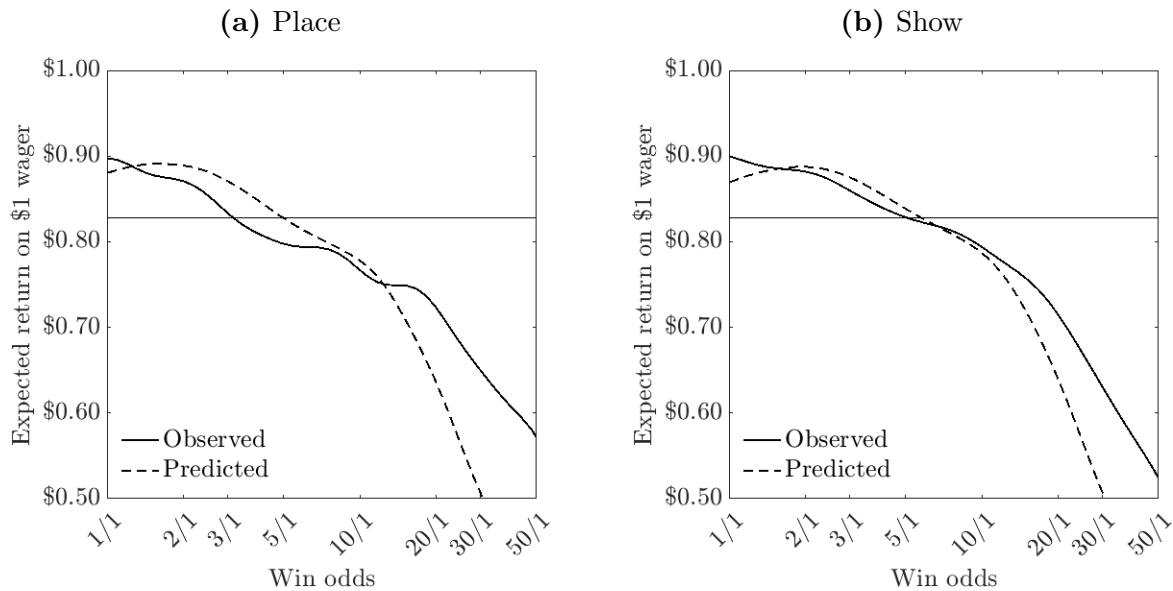 (a) Place
Expected return on $1 wager
$1.00
$0.90
$0.80
$0.70
$0.60
$0.50
Observed
Predicted
1/1 2/1 3/1 5/1 10/1 20/1 30/1 50/1
Win odds
(b) Show
Expected return on $1 wager
$1.00
$0.90
$0.80
$0.70
$0.60
$0.50
Observed
Predicted
1/1 2/1 3/1 5/1 10/1 20/1 30/1 50/1
Win odds